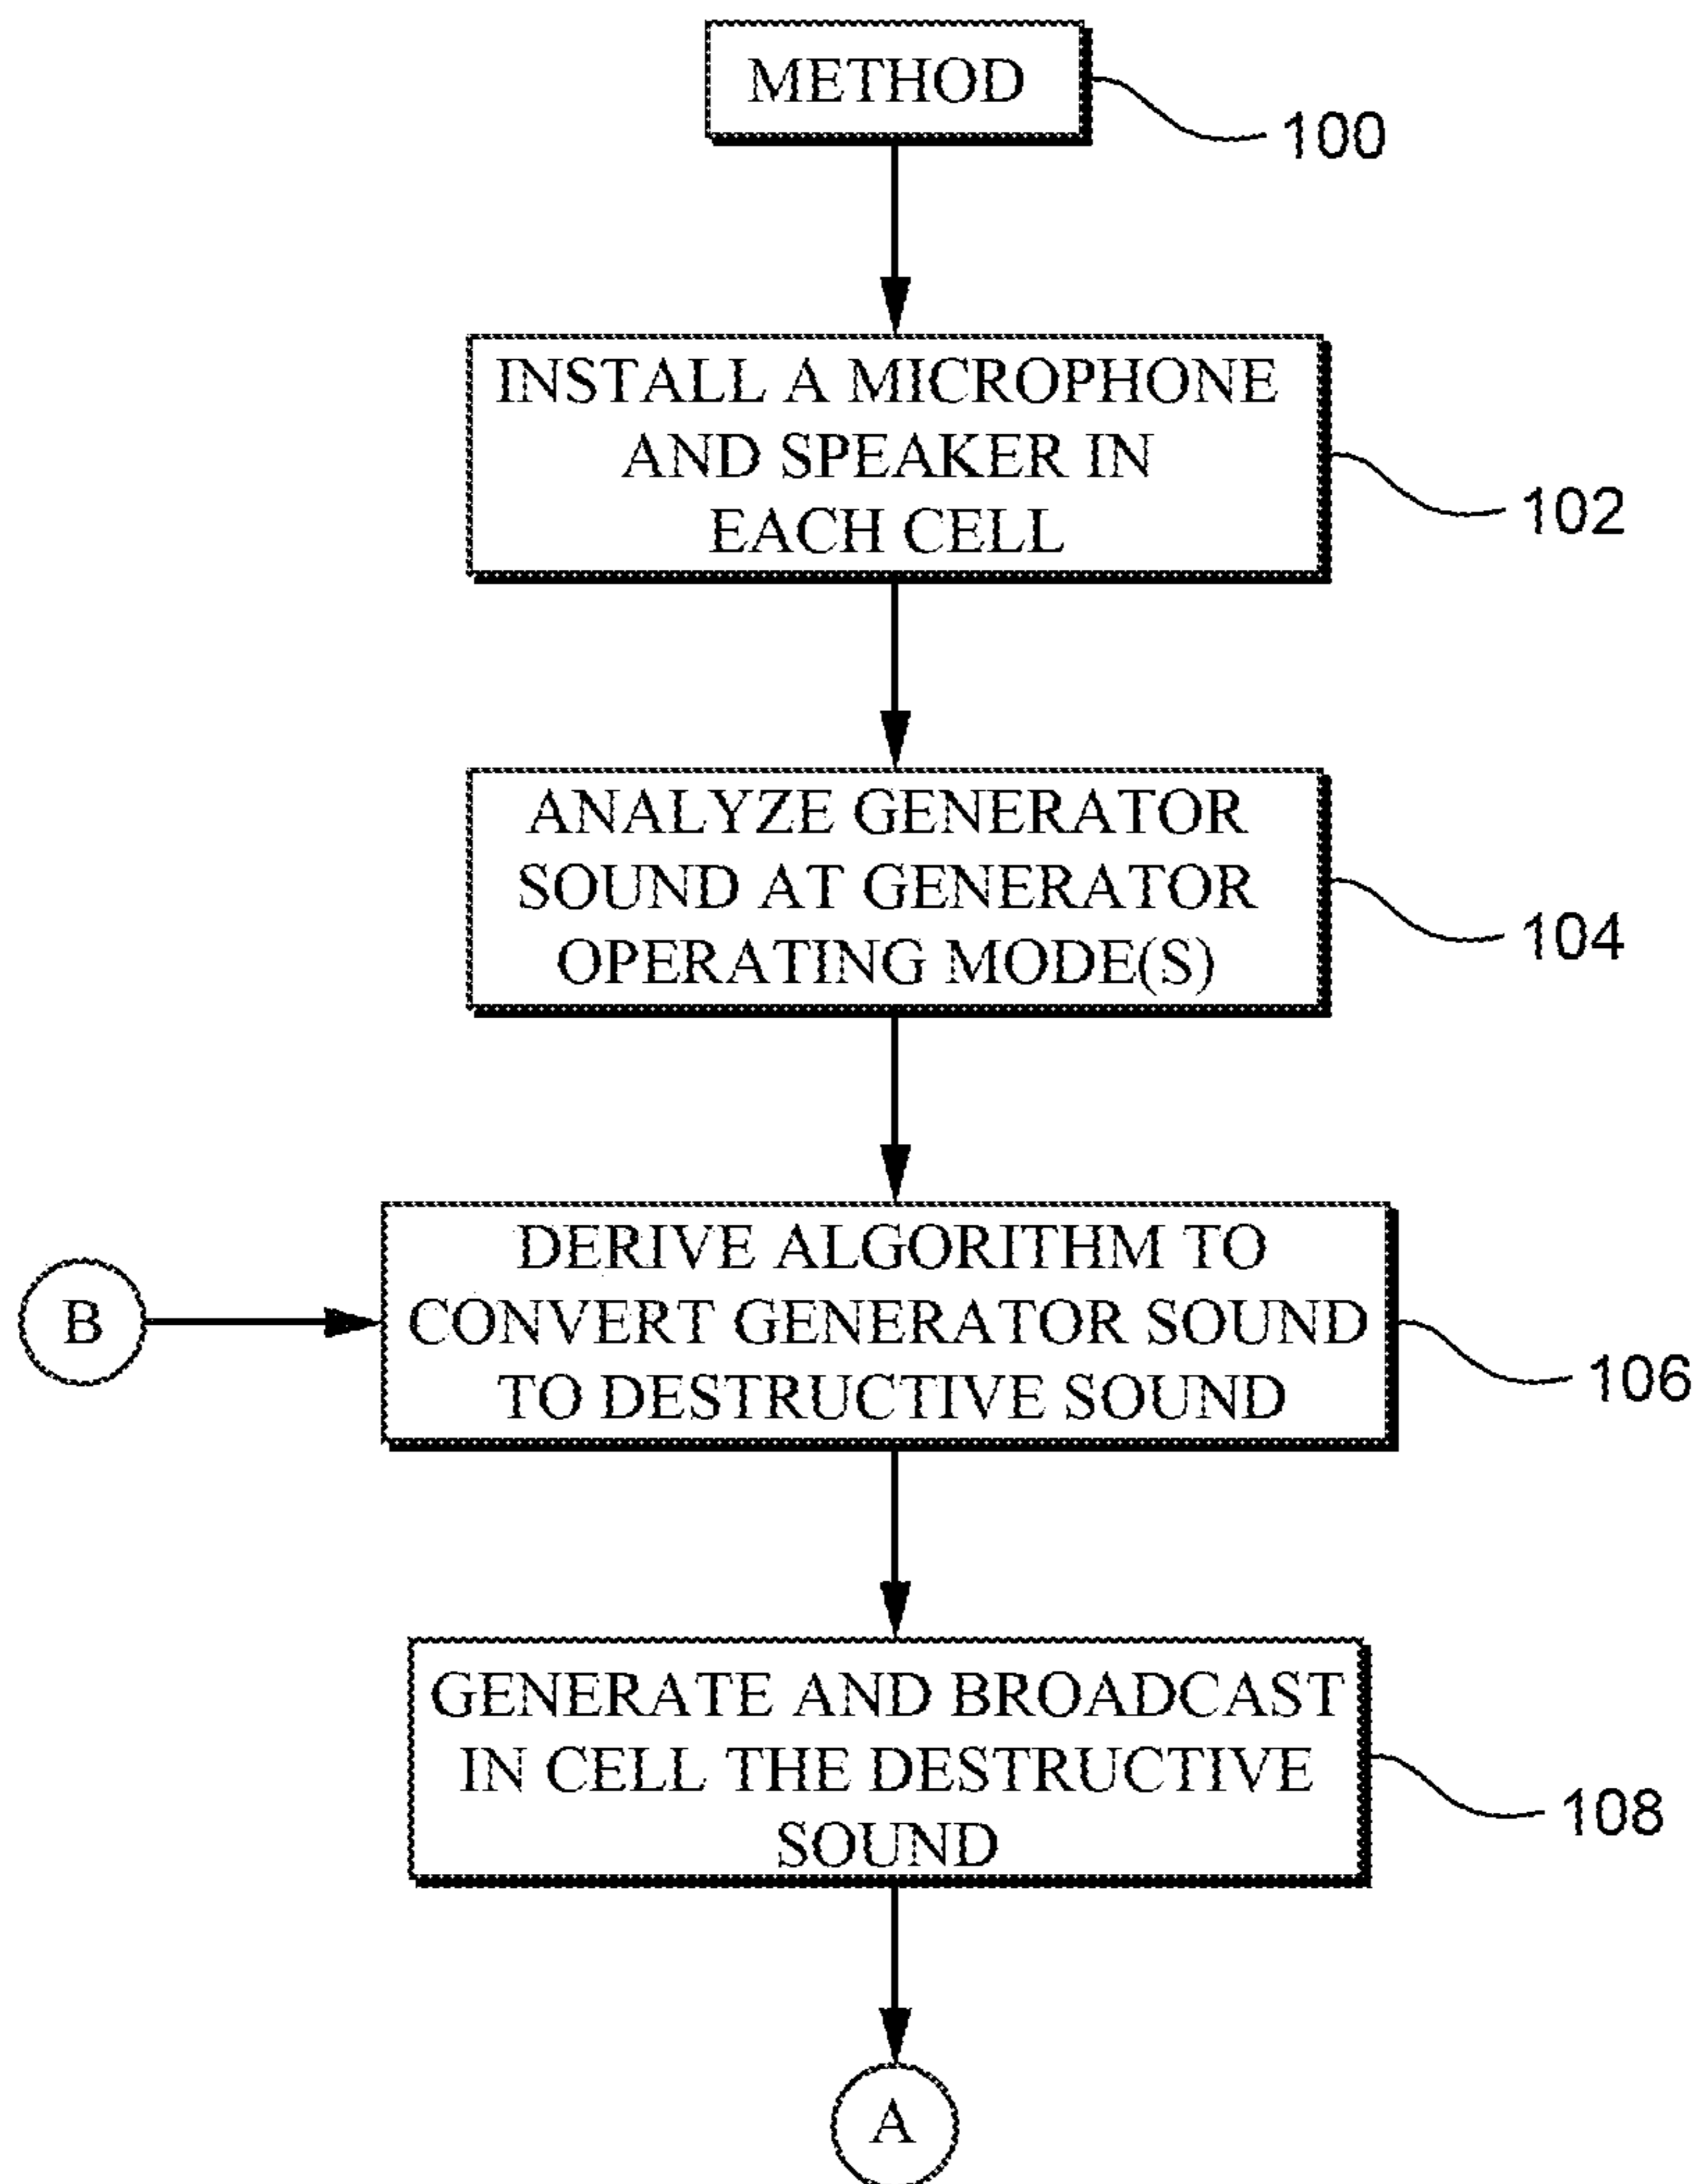 METHOD
100
INSTALL A MICROPHONE
AND SPEAKER IN
EACH CELL
102
ANALYZE GENERATOR
SOUND AT GENERATOR
OPERATING MODE(S)
104
DERIVE ALGORITHM TO
CONVERT GENERATOR SOUND
TO DESTRUCTIVE SOUND
B
106
GENERATE AND BROADCAST
IN CELL THE DESTRUCTIVE
SOUND
108
A